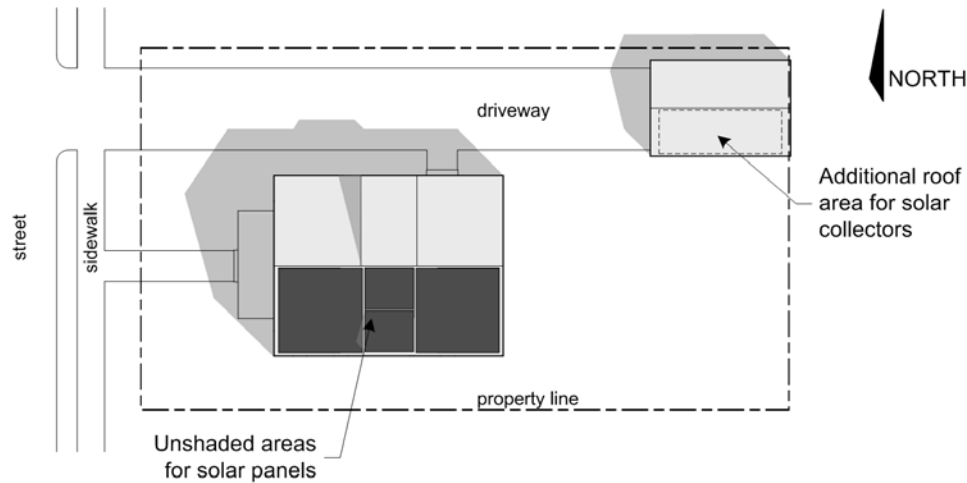 NORTH
driveway
Additional roof
area for solar
collectors
street
sidewalk
property line
Unshaded areas
for solar panels